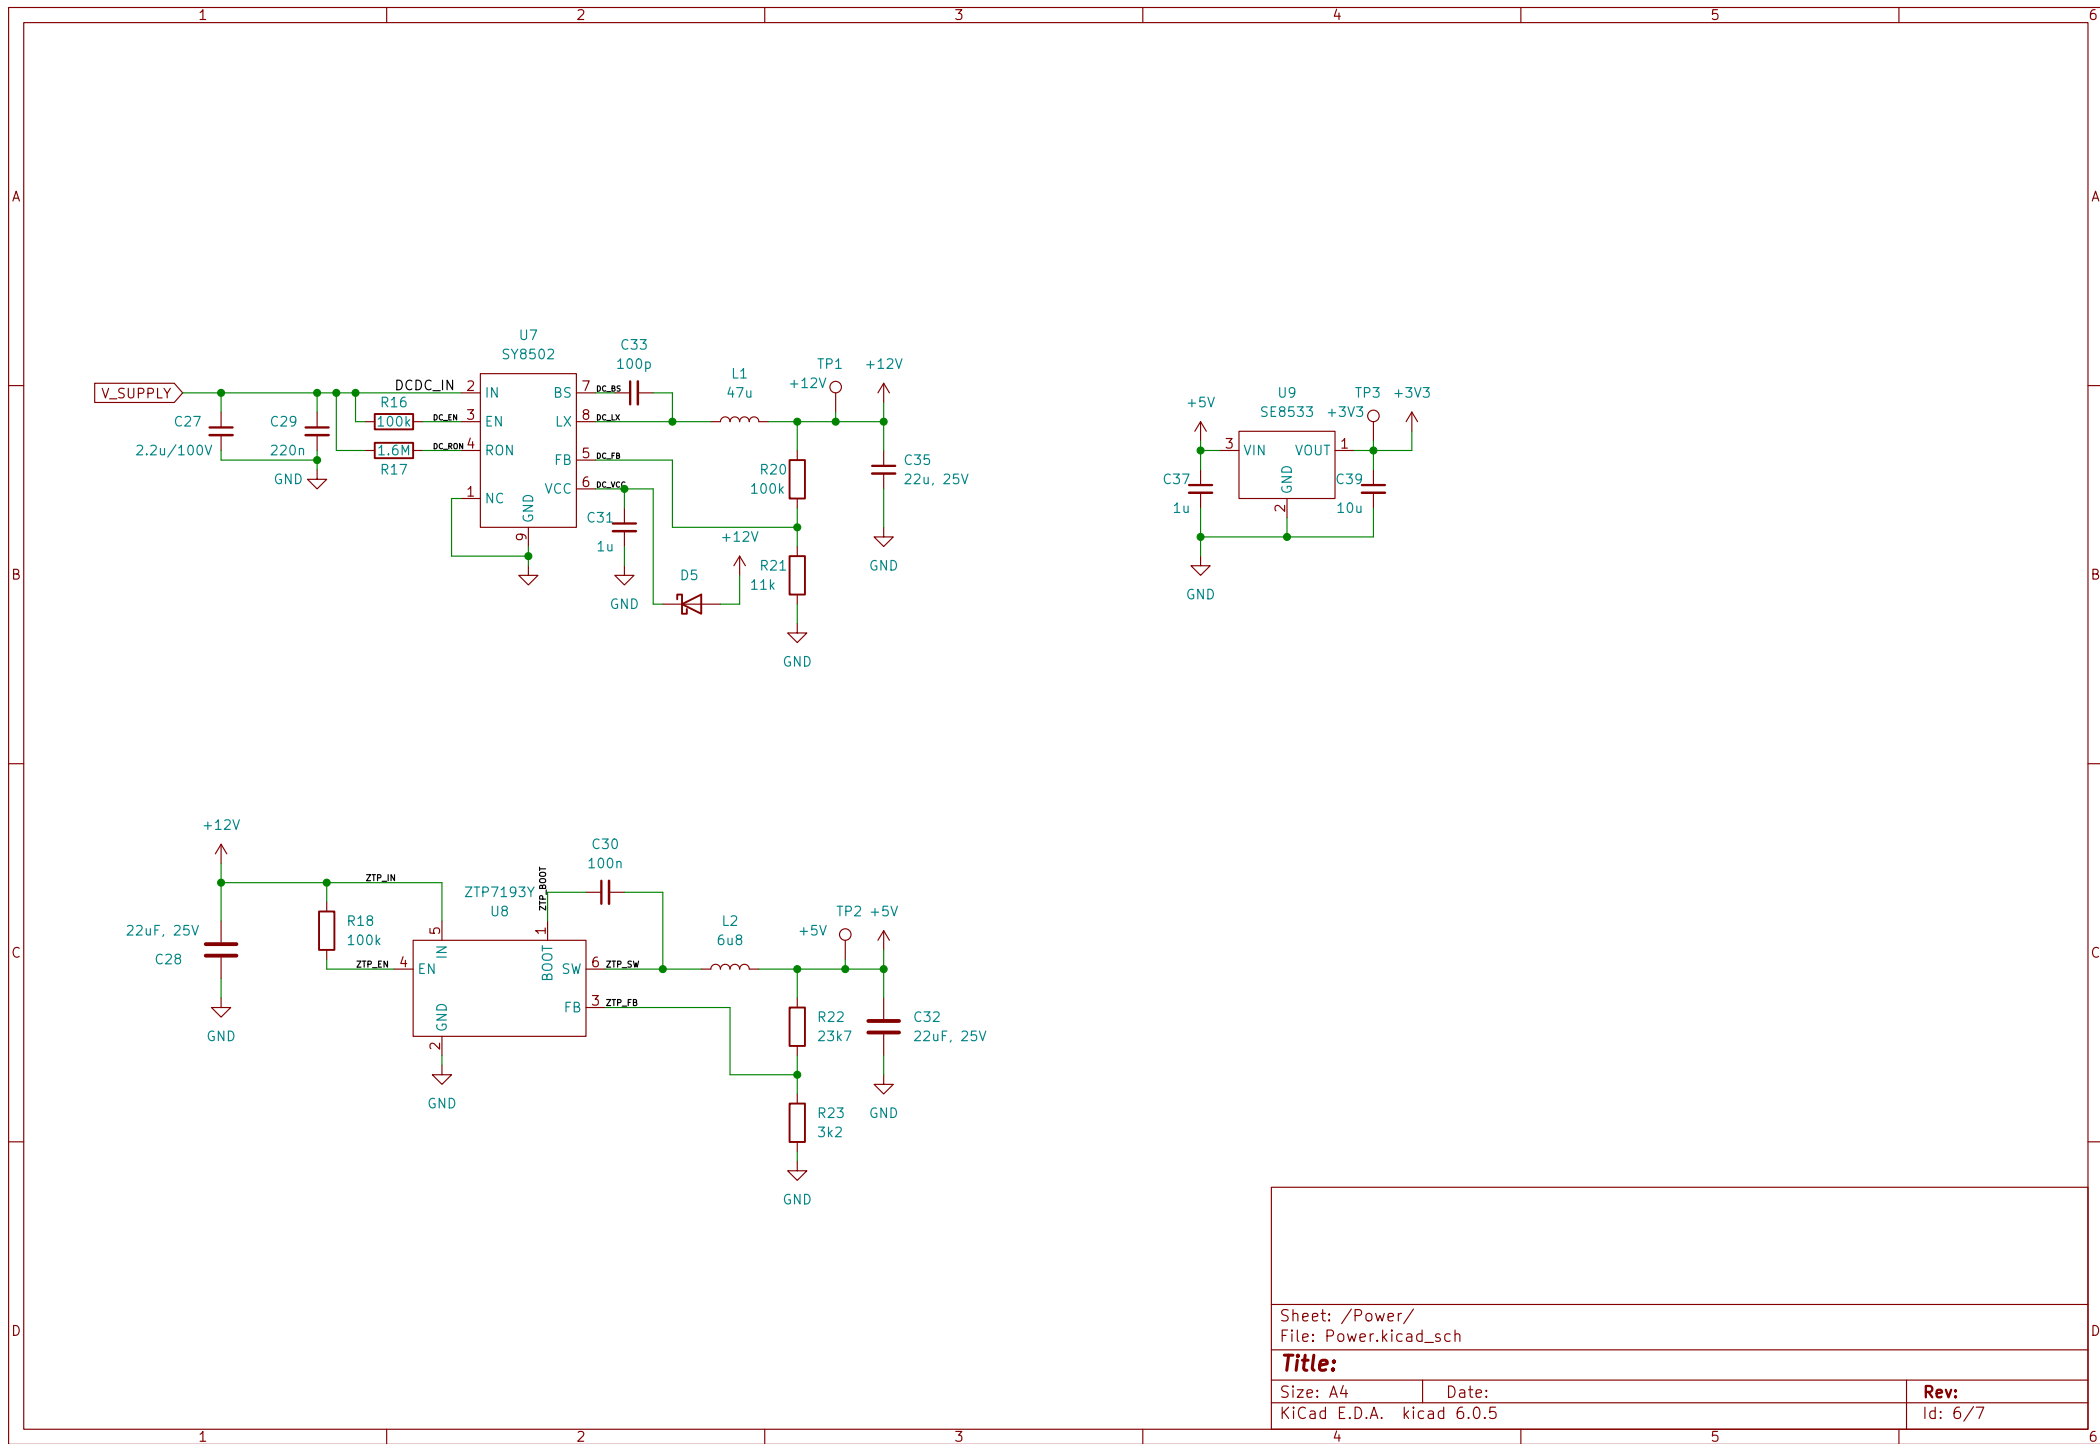 1 2 3 4 5 6
A A
U7
SY8502
C33
100p
V_SUPPLY
DCDC_IN
2 IN
BS 7
DC_BS
R16
100k
DC_EN
3 EN
LX 8
DC_LX
C27
2.2u/100V
C29
220n
GND
1.6M
R17
DC_RON
4 RON
FB 5
DC_FB
VCC 6
DC_VCC
1 NC
GND
9
L1
47u
TP1
+12V
+12V
R20
100k
C35
22u, 25V
GND
C31
1u
GND
+12V
D5
R21
11k
GND
U9
SE8533
TP3
+3V3
+3V3
+5V
3 VIN
VOUT 1
GND
2
C37
1u
C39
10u
GND
B B
+12V
ZTP_IN
22uF, 25V
C28
GND
R18
100k
ZTP_EN
ZTP7193Y
U8
ZTP_BOOT
C30
100n
5
IN
1
BOOT
4 EN
SW 6
ZTP_SW
FB 3
ZTP_FB
GND
2
GND
L2
6u8
TP2
+5V
+5V
R22
23k7
C32
22uF, 25V
GND
R23
3k2
GND
C C
D D
Sheet: /Power/
File: Power.kicad_sch
Title:
Size: A4 Date: Rev:
KiCad E.D.A. kicad 6.0.5 Id: 6/7
1 2 3 4 5 6